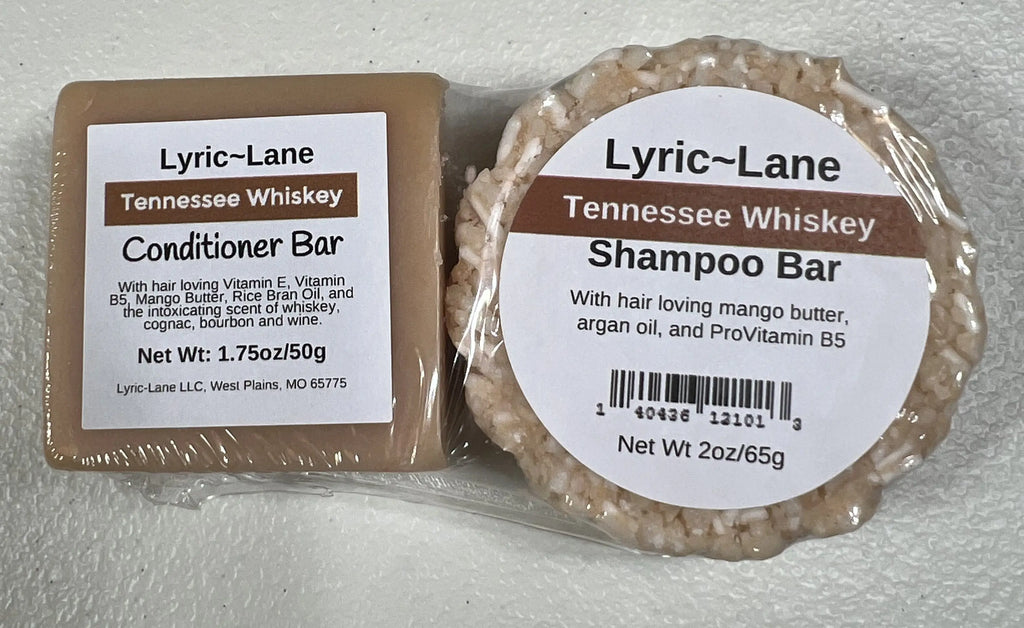 Lyric~Lane
Tennessee Whiskey
Conditioner Bar
With hair loving Vitamin E, Vitamin
B5, Mango Butter, Rice Bran Oil, and
the intoxicating scent of whiskey,
cognac, bourbon and wine.
Net Wt: 1.75oz/50g
Lyric-Lane LLC, West Plains, MO 65775
Lyric~Lane
Tennessee Whiskey
Shampoo Bar
With hair loving mango butter,
argan oil, and ProVitamin B5
1 40436 12101 3
Net Wt 2oz/65g